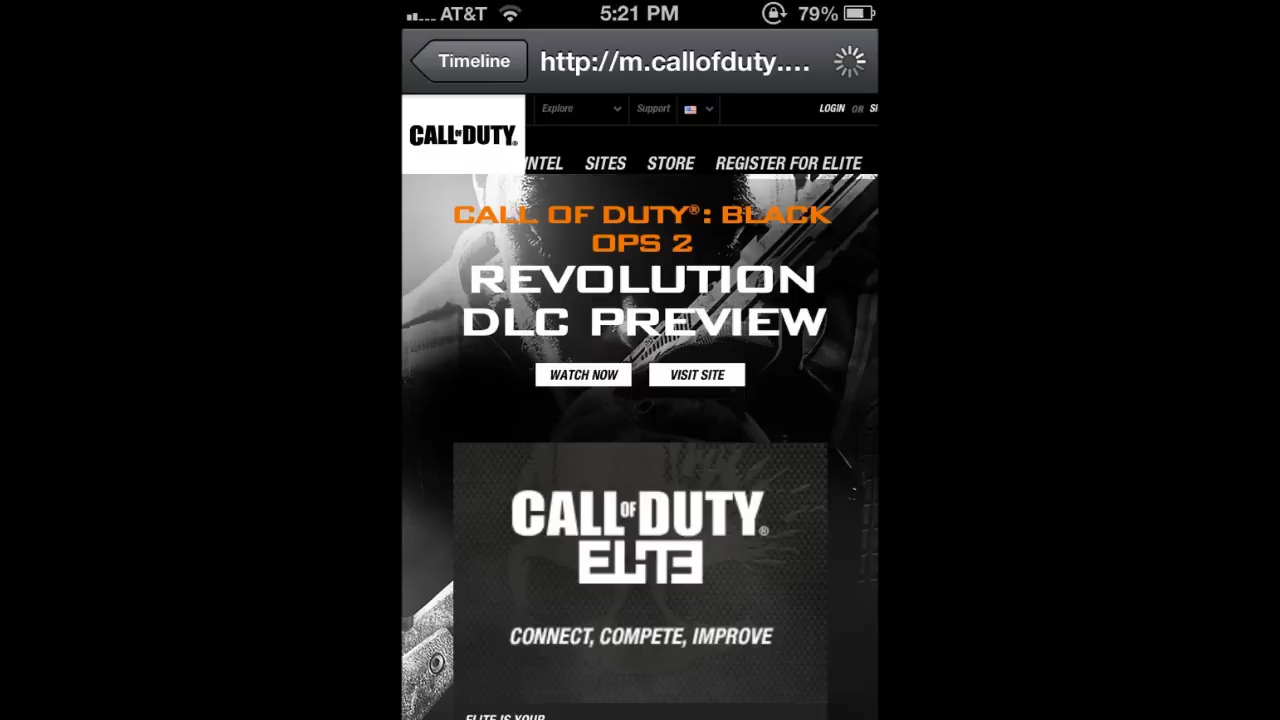 AT&T 5:21 PM 79%
Timeline http://m.callofduty....
Explore Support LOGIN OR
CALL OF DUTY®
INTEL SITES STORE REGISTER FOR ELITE
CALL OF DUTY®: BLACK
OPS 2
REVOLUTION
DLC PREVIEW
WATCH NOW VISIT SITE
CALL OF DUTY®
ELITE
CONNECT, COMPETE, IMPROVE
ELITE IS YOUR